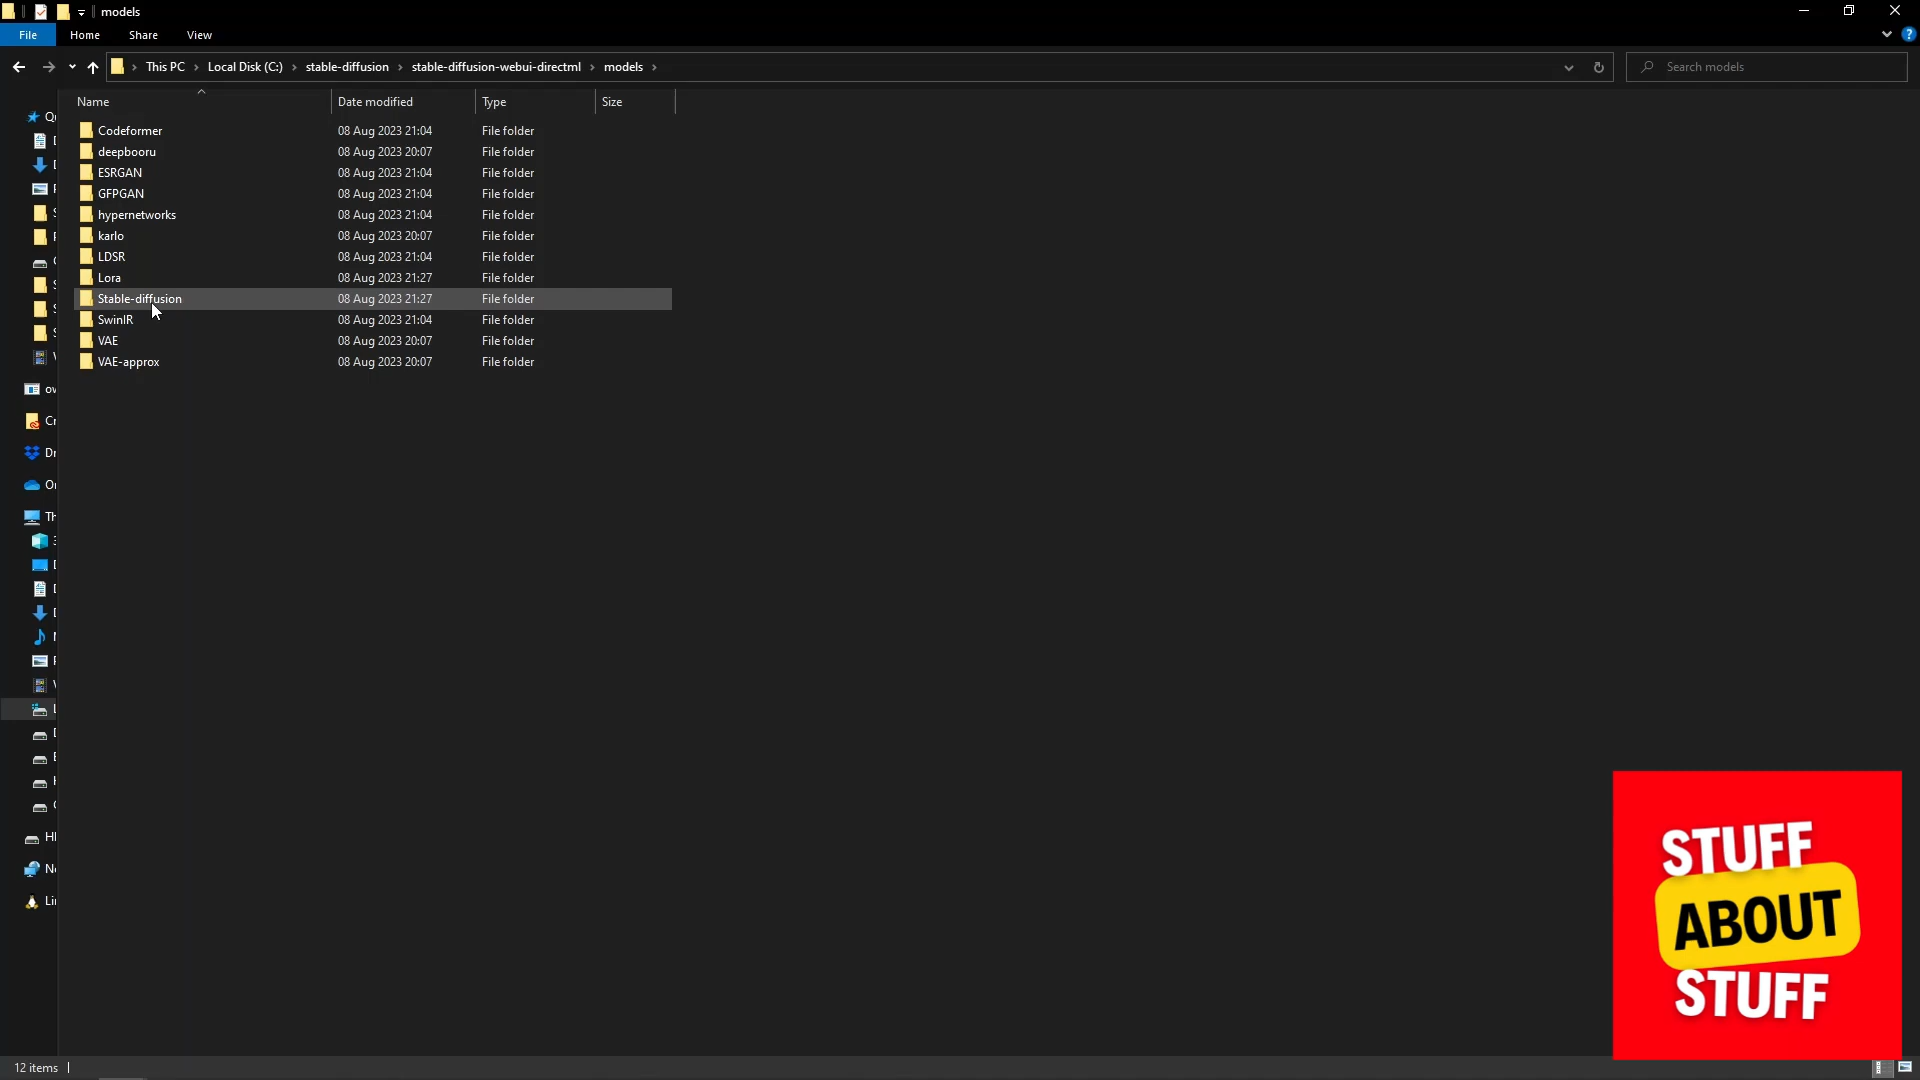 models
File Home Share View
This PC Local Disk (C:) stable-diffusion stable-diffusion-webui-directml models
Search models
Name Date modified Type Size
Codeformer 08 Aug 2023 21:04 File folder
deepbooru 08 Aug 2023 20:07 File folder
ESRGAN 08 Aug 2023 21:04 File folder
GFPGAN 08 Aug 2023 21:04 File folder
hypernetworks 08 Aug 2023 21:04 File folder
karlo 08 Aug 2023 20:07 File folder
LDSR 08 Aug 2023 21:04 File folder
Lora 08 Aug 2023 21:27 File folder
Stable-diffusion 08 Aug 2023 21:27 File folder
SwinIR 08 Aug 2023 21:04 File folder
VAE 08 Aug 2023 20:07 File folder
VAE-approx 08 Aug 2023 20:07 File folder
STUFF
ABOUT
STUFF
12 items